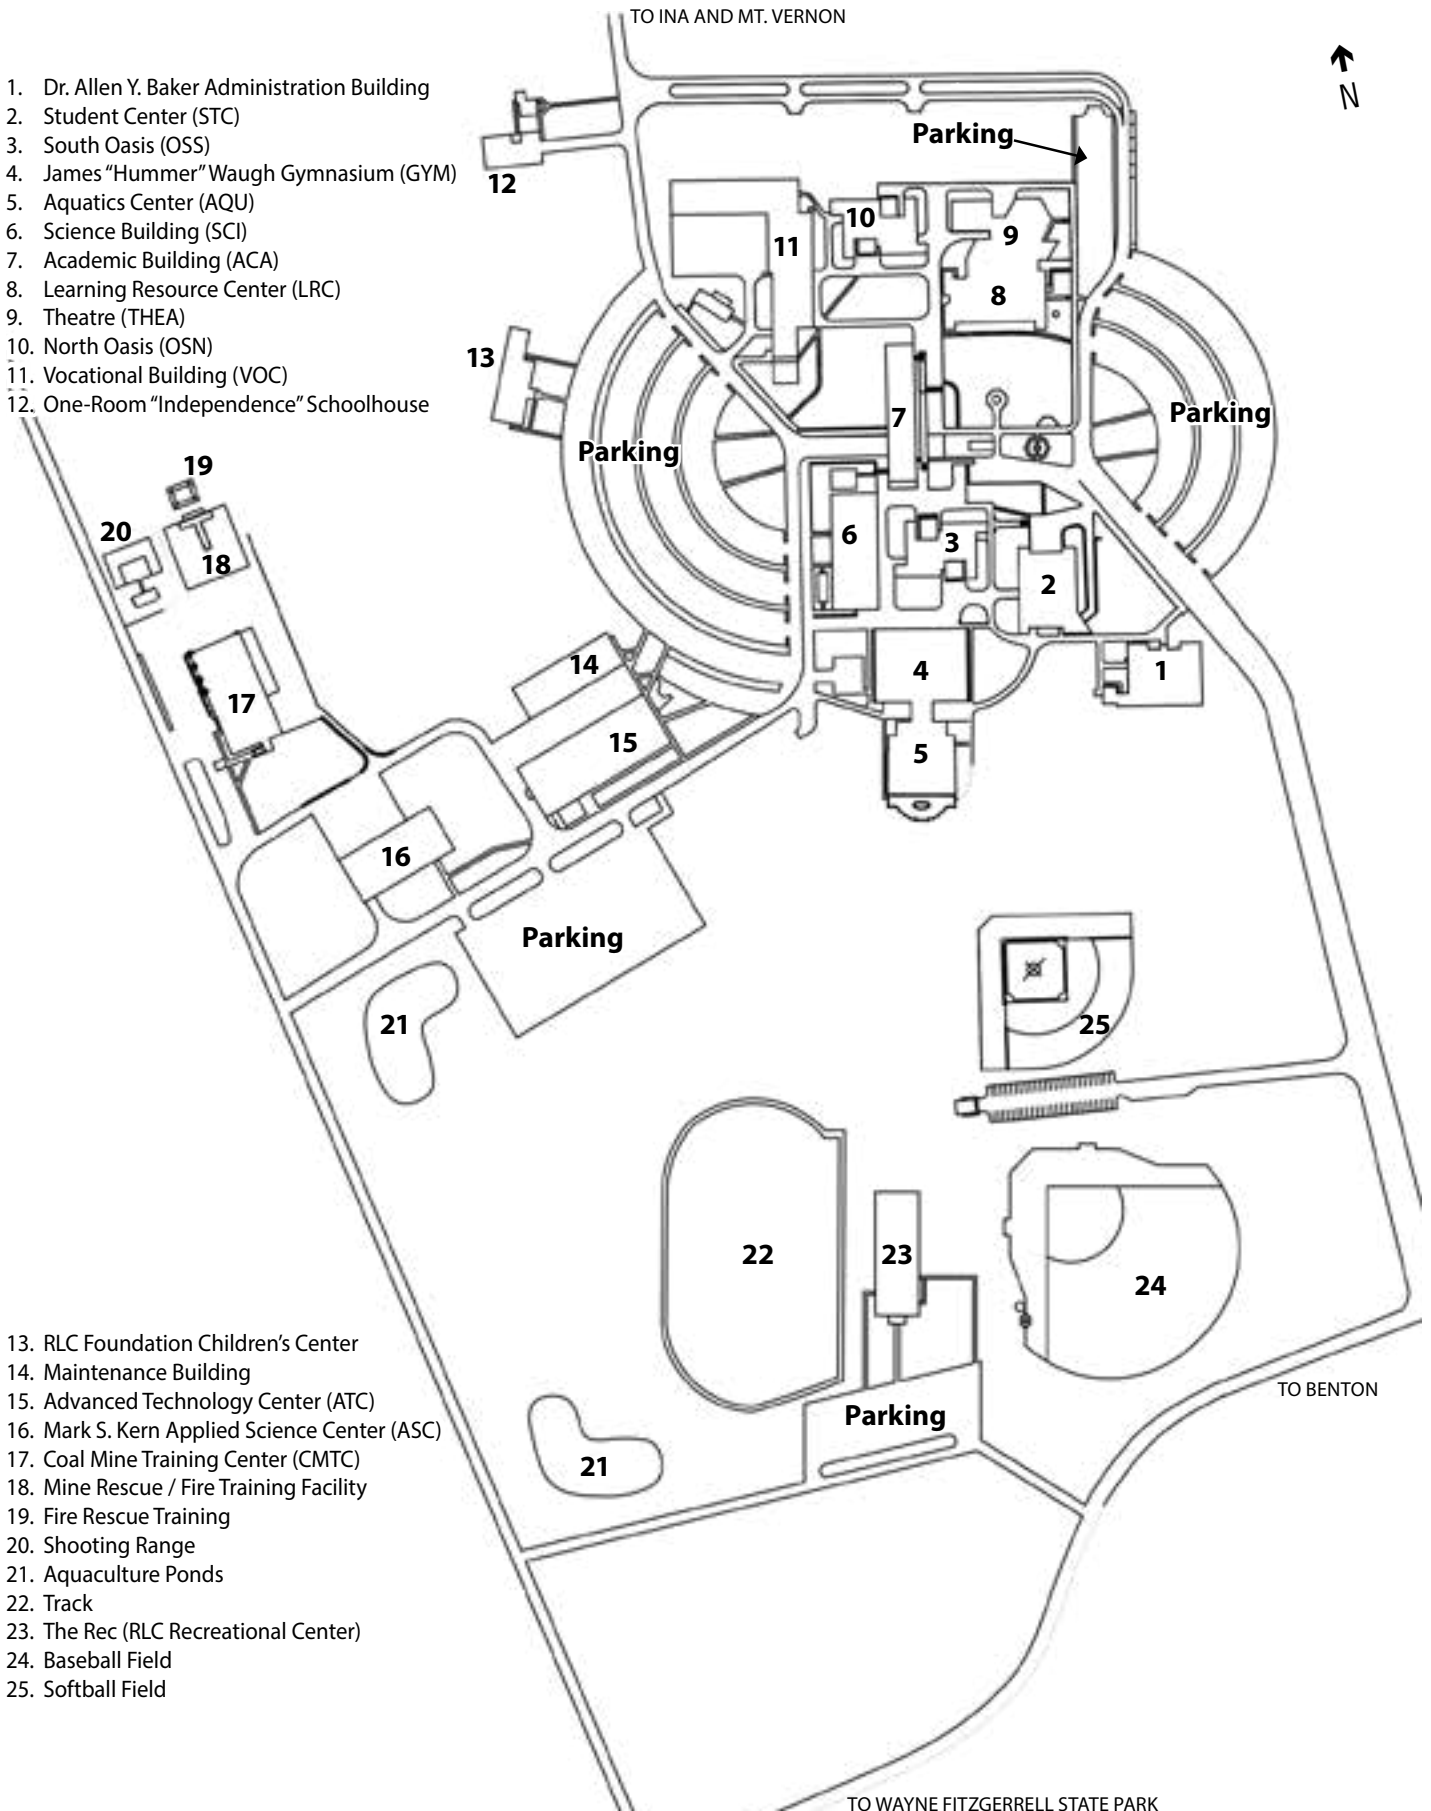 TO INA AND MT. VERNON
N
1. Dr. Allen Y. Baker Administration Building
2. Student Center (STC)
3. South Oasis (OSS)
4. James “Hummer” Waugh Gymnasium (GYM)
5. Aquatics Center (AQU)
6. Science Building (SCI)
7. Academic Building (ACA)
8. Learning Resource Center (LRC)
9. Theatre (THEA)
10. North Oasis (OSN)
11. Vocational Building (VOC)
12. One-Room “Independence” Schoolhouse
Parking
12
10
9
11
8
13
7
Parking
Parking
19
20
18
6
3
2
14
4
1
17
15
5
16
Parking
21
25
22
23
24
13. RLC Foundation Children’s Center
14. Maintenance Building
15. Advanced Technology Center (ATC)
16. Mark S. Kern Applied Science Center (ASC)
17. Coal Mine Training Center (CMTC)
18. Mine Rescue / Fire Training Facility
19. Fire Rescue Training
20. Shooting Range
21. Aquaculture Ponds
22. Track
23. The Rec (RLC Recreational Center)
24. Baseball Field
25. Softball Field
TO BENTON
Parking
21
TO WAYNE FITZGERRELL STATE PARK